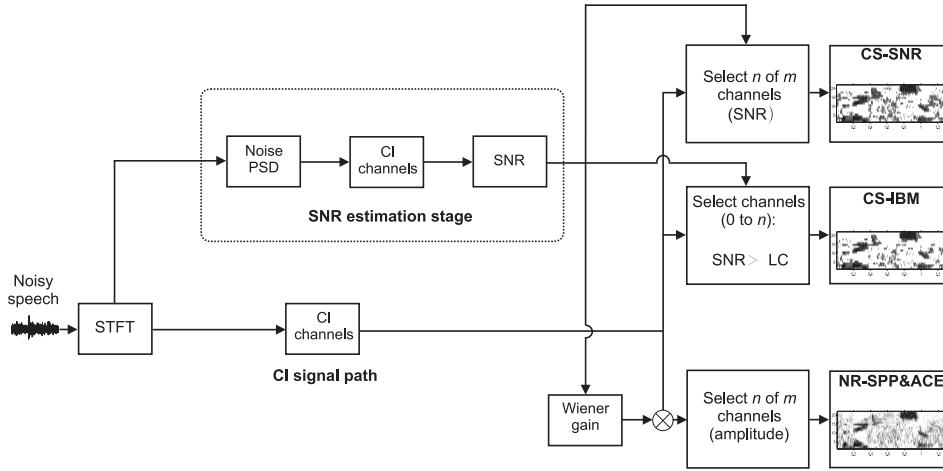 Select n of m
channels
(SNR)
CS-SNR
Noise
PSD
CI
channels
SNR
SNR estimation stage
Select channels
(0 to n):
SNR> LC
CS-IBM
Noisy
speech
STFT
CI
channels
CI signal path
Wiener
gain
Select n of m
channels
(amplitude)
NR-SPP&ACE